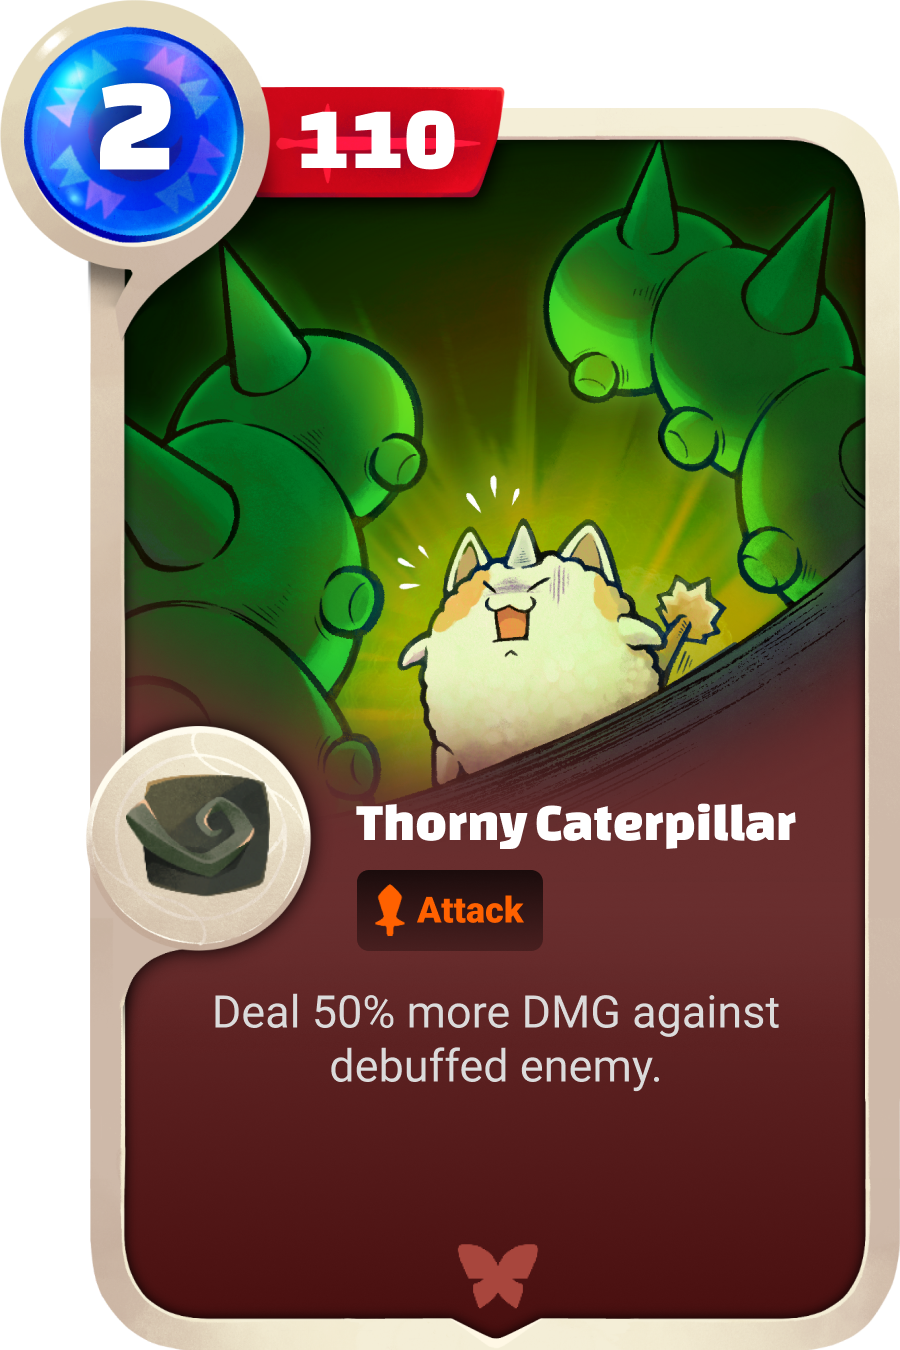 2
110
Thorny Caterpillar
Attack
Deal 50% more DMG against
debuffed enemy.